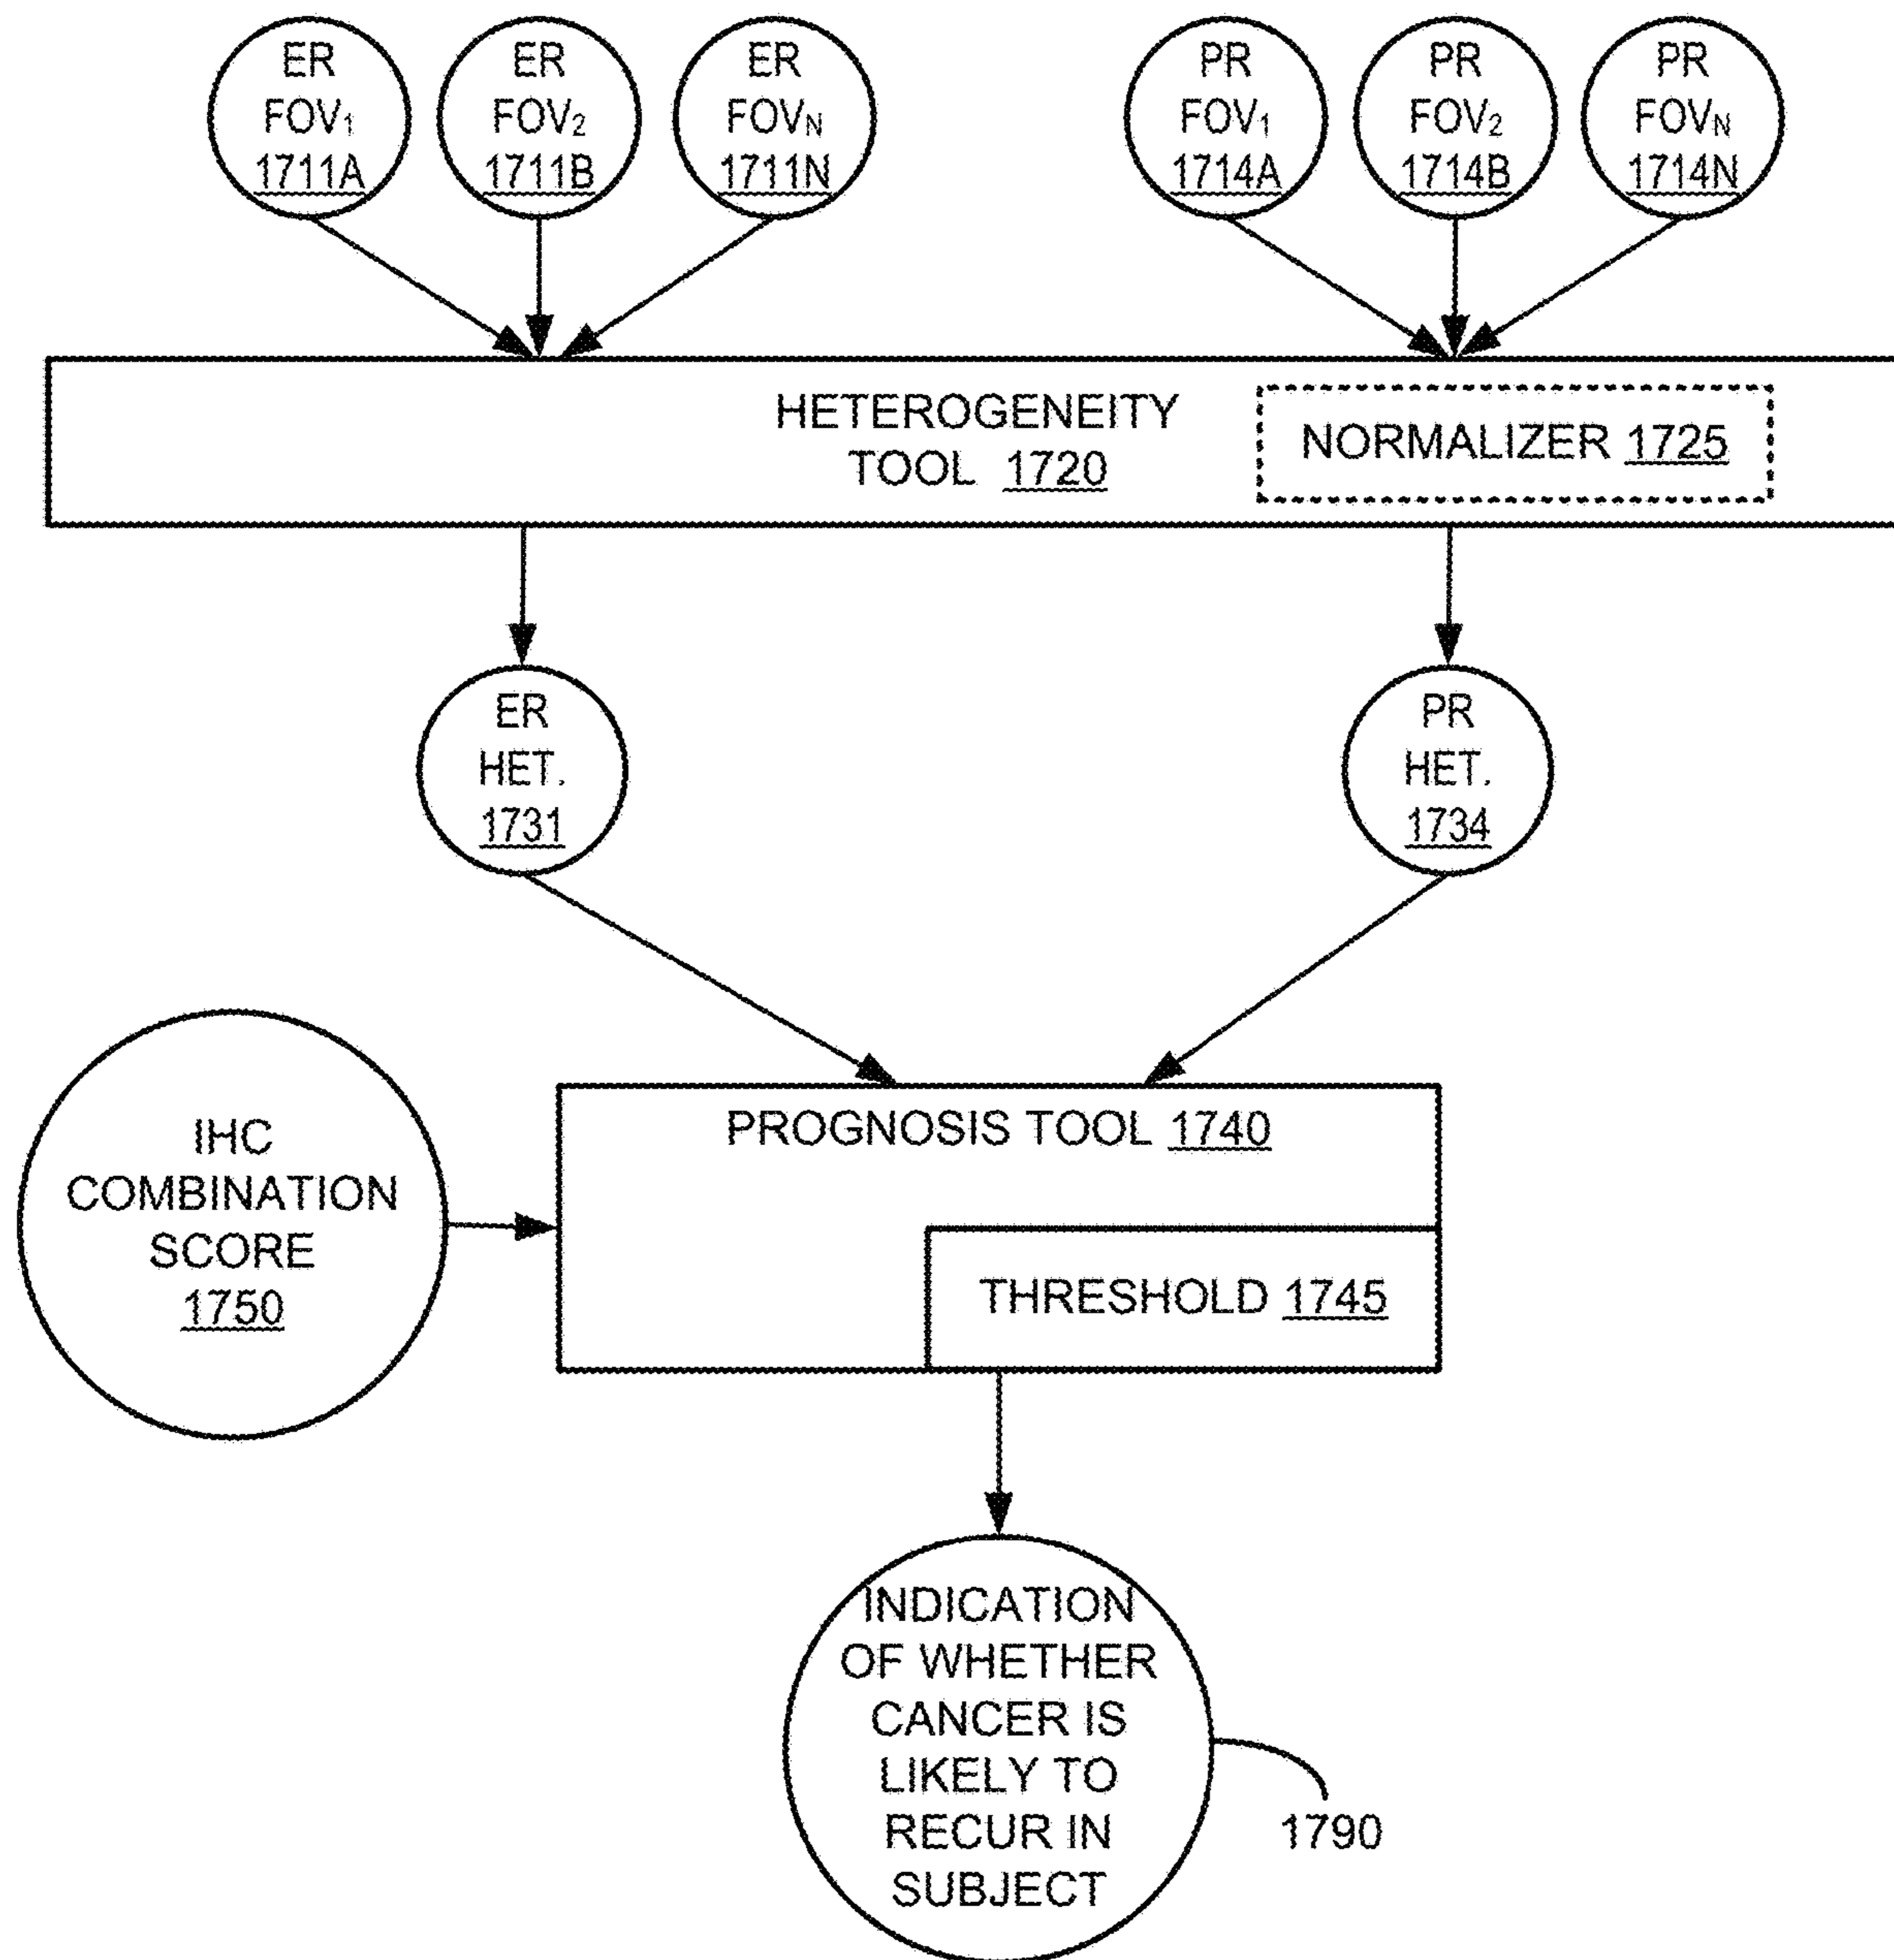 ER
FOV₁
1711A
ER
FOV₂
1711B
ER
FOVN
1711N
PR
FOV₁
1714A
PR
FOV₂
1714B
PR
FOVN
1714N
HETEROGENEITY
TOOL 1720
NORMALIZER 1725
ER
HET.
1731
PR
HET.
1734
IHC
COMBINATION
SCORE
1750
PROGNOSIS TOOL 1740
THRESHOLD 1745
INDICATION
OF WHETHER
CANCER IS
LIKELY TO
RECUR IN
SUBJECT
1790